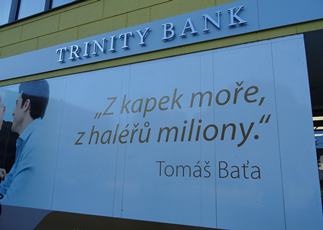 TRINITY BANK
„Z kapek moře,
z haléřů miliony.“
Tomáš Baťa